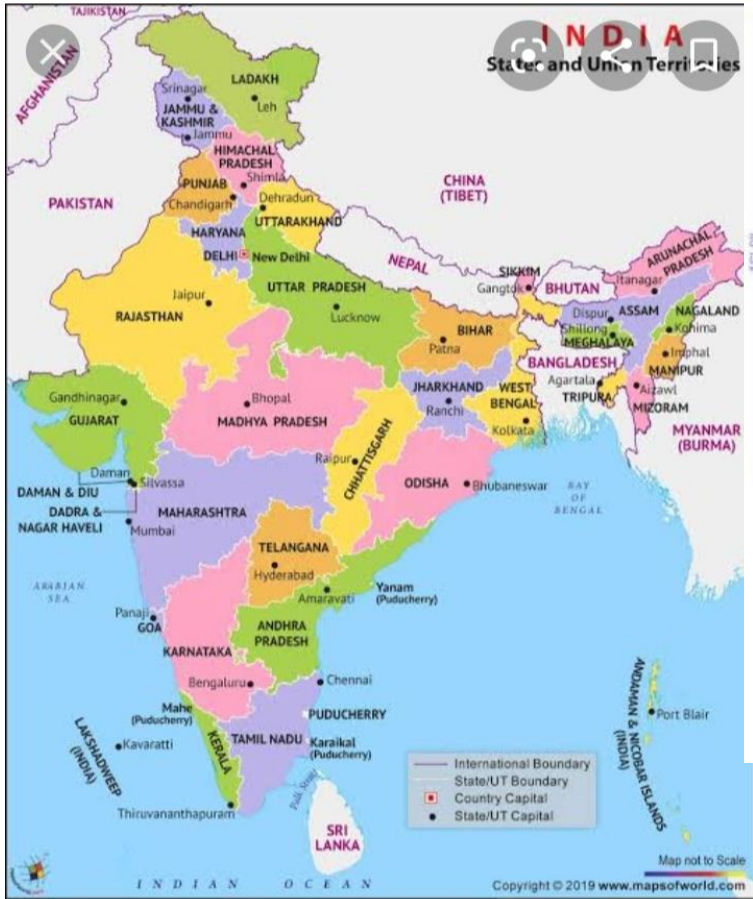 TAJIKISTAN
INDIA
States and Union Territories
AFGHANISTAN
LADAKH
Leh
Srinagar
JAMMU &
KASHMIR
Jammu
HIMACHAL
PRADESH
Shimla
PUNJAB
Chandigarh
Dehradun
UTTARAKHAND
PAKISTAN
CHINA
(TIBET)
HARYANA
DELHI
New Delhi
NEPAL
SIKKIM
Gangtok
BHUTAN
ARUNACHAL
PRADESH
Itanagar
RAJASTHAN
Jaipur
UTTAR PRADESH
Lucknow
BIHAR
Patna
Dispur
ASSAM
NAGALAND
Kohima
Shillong
MEGHALAYA
Imphal
MANIPUR
BANGLADESH
Agartala
TRIPURA
Aizawl
MIZORAM
MYANMAR
(BURMA)
Gandhinagar
GUJARAT
Bhopal
MADHYA PRADESH
JHARKHAND
Ranchi
WEST
BENGAL
Kolkata
Raipur
CHHATTISGARH
ODISHA
Bhubaneswar
BAY
OF
BENGAL
Daman
DAMAN & DIU
Silvassa
DADRA &
NAGAR HAVELI
Mumbai
MAHARASHTRA
TELANGANA
Hyderabad
ARABIAN
SEA
Amaravati
Yanam
(Puducherry)
Panaji
GOA
KARNATAKA
ANDHRA
PRADESH
Bengaluru
Chennai
Mahe
(Puducherry)
PUDUCHERRY
KERALA
TAMIL NADU
Karaikal
(Puducherry)
LAKSHADWEEP
(INDIA)
Kavaratti
Thiruvananthapuram
Palk Strait
SRI
LANKA
ANDAMAN & NICOBAR ISLANDS
(INDIA)
Port Blair
International Boundary
State/UT Boundary
Country Capital
State/UT Capital
Map not to Scale
INDIAN OCEAN
Copyright © 2019 www.mapsofworld.com